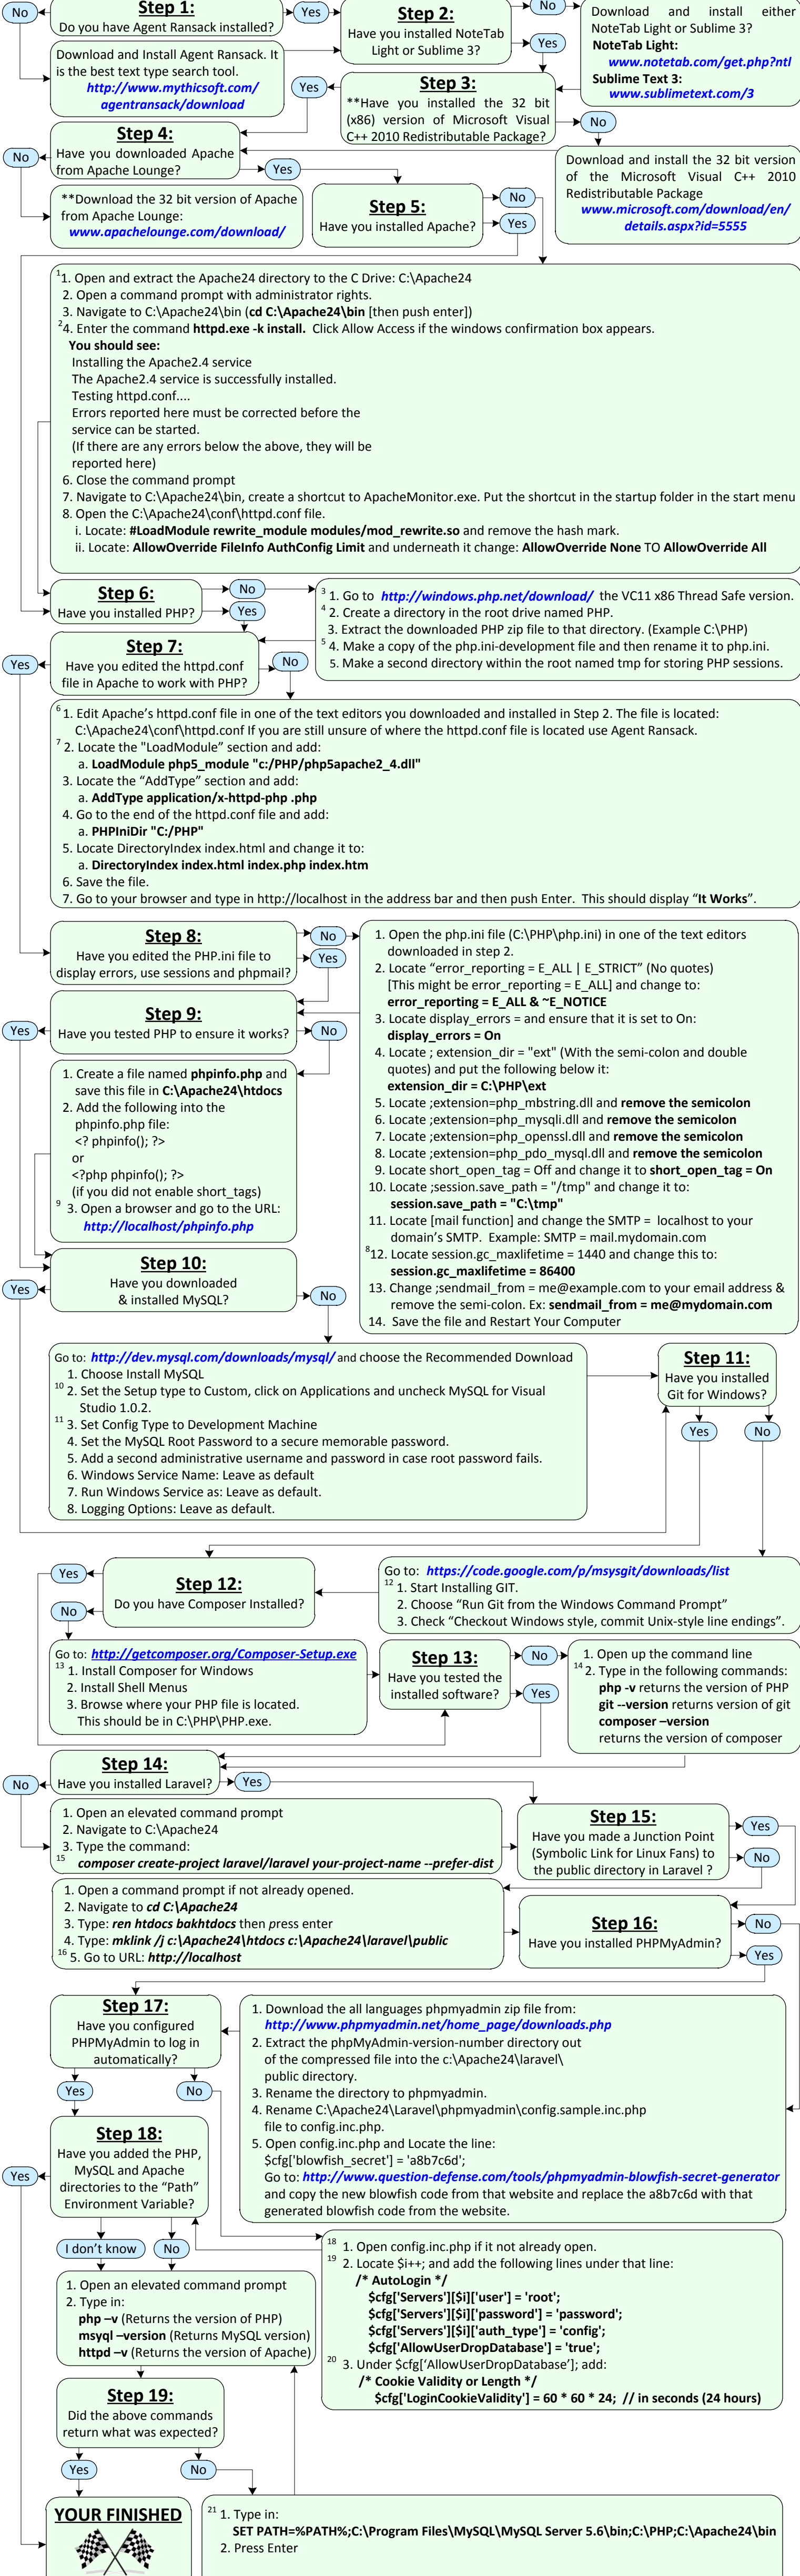 Step 1:
Do you have Agent Ransack installed?
No
Yes
Step 2:
Have you installed NoteTab
Light or Sublime 3?
No
Yes
Download and install either
NoteTab Light or Sublime 3?
NoteTab Light:
www.notetab.com/get.php?ntl
Sublime Text 3:
www.sublimetext.com/3
Download and Install Agent Ransack. It
is the best text type search tool.
http://www.mythicsoft.com/
agentransack/download
Step 3:
**Have you installed the 32 bit
(x86) version of Microsoft Visual
C++ 2010 Redistributable Package?
Yes
No
Step 4:
Have you downloaded Apache
from Apache Lounge?
No
Yes
Download and install the 32 bit version
of the Microsoft Visual C++ 2010
Redistributable Package
www.microsoft.com/download/en/
details.aspx?id=5555
**Download the 32 bit version of Apache
from Apache Lounge:
www.apachelounge.com/download/
Step 5:
Have you installed Apache?
No
Yes
1 1. Open and extract the Apache24 directory to the C Drive: C:\Apache24
2. Open a command prompt with administrator rights.
3. Navigate to C:\Apache24\bin (cd C:\Apache24\bin [then push enter])
2 4. Enter the command httpd.exe -k install. Click Allow Access if the windows confirmation box appears.
You should see:
Installing the Apache2.4 service
The Apache2.4 service is successfully installed.
Testing httpd.conf....
Errors reported here must be corrected before the
service can be started.
(If there are any errors below the above, they will be
reported here)
6. Close the command prompt
7. Navigate to C:\Apache24\bin, create a shortcut to ApacheMonitor.exe. Put the shortcut in the startup folder in the start menu
8. Open the C:\Apache24\conf\httpd.conf file.
i. Locate: #LoadModule rewrite_module modules/mod_rewrite.so and remove the hash mark.
ii. Locate: AllowOverride FileInfo AuthConfig Limit and underneath it change: AllowOverride None TO AllowOverride All
Step 6:
Have you installed PHP?
No
Yes
3 1. Go to http://windows.php.net/download/ the VC11 x86 Thread Safe version.
4 2. Create a directory in the root drive named PHP.
3. Extract the downloaded PHP zip file to that directory. (Example C:\PHP)
5 4. Make a copy of the php.ini-development file and then rename it to php.ini.
5. Make a second directory within the root named tmp for storing PHP sessions.
Step 7:
Have you edited the httpd.conf
file in Apache to work with PHP?
Yes
No
6 1. Edit Apache's httpd.conf file in one of the text editors you downloaded and installed in Step 2. The file is located:
C:\Apache24\conf\httpd.conf If you are still unsure of where the httpd.conf file is located use Agent Ransack.
7 2. Locate the "LoadModule" section and add:
a. LoadModule php5_module "c:/PHP/php5apache2_4.dll"
3. Locate the “AddType” section and add:
a. AddType application/x-httpd-php .php
4. Go to the end of the httpd.conf file and add:
a. PHPIniDir "C:/PHP"
5. Locate DirectoryIndex index.html and change it to:
a. DirectoryIndex index.html index.php index.htm
6. Save the file.
7. Go to your browser and type in http://localhost in the address bar and then push Enter. This should display “It Works”.
Step 8:
Have you edited the PHP.ini file to
display errors, use sessions and phpmail?
No
Yes
1. Open the php.ini file (C:\PHP\php.ini) in one of the text editors
downloaded in step 2.
2. Locate “error_reporting = E_ALL | E_STRICT” (No quotes)
[This might be error_reporting = E_ALL] and change to:
error_reporting = E_ALL & ~E_NOTICE
3. Locate display_errors = and ensure that it is set to On:
display_errors = On
4. Locate ; extension_dir = "ext" (With the semi-colon and double
quotes) and put the following below it:
extension_dir = C:\PHP\ext
5. Locate ;extension=php_mbstring.dll and remove the semicolon
6. Locate ;extension=php_mysqli.dll and remove the semicolon
7. Locate ;extension=php_openssl.dll and remove the semicolon
8. Locate ;extension=php_pdo_mysql.dll and remove the semicolon
9. Locate short_open_tag = Off and change it to short_open_tag = On
10. Locate ;session.save_path = "/tmp" and change it to:
session.save_path = "C:\tmp"
11. Locate [mail function] and change the SMTP = localhost to your
domain's SMTP. Example: SMTP = mail.mydomain.com
8 12. Locate session.gc_maxlifetime = 1440 and change this to:
session.gc_maxlifetime = 86400
13. Change ;sendmail_from = me@example.com to your email address &
remove the semi-colon. Ex: sendmail_from = me@mydomain.com
14. Save the file and Restart Your Computer
Step 9:
Have you tested PHP to ensure it works?
Yes
No
1. Create a file named phpinfo.php and
save this file in C:\Apache24\htdocs
2. Add the following into the
phpinfo.php file:
<? phpinfo(); ?>
or
<?php phpinfo(); ?>
(if you did not enable short_tags)
9 3. Open a browser and go to the URL:
http://localhost/phpinfo.php
Step 10:
Have you downloaded
& installed MySQL?
Yes
No
Go to: http://dev.mysql.com/downloads/mysql/ and choose the Recommended Download
1. Choose Install MySQL
10 2. Set the Setup type to Custom, click on Applications and uncheck MySQL for Visual
Studio 1.0.2.
11 3. Set Config Type to Development Machine
4. Set the MySQL Root Password to a secure memorable password.
5. Add a second administrative username and password in case root password fails.
6. Windows Service Name: Leave as default
7. Run Windows Service as: Leave as default.
8. Logging Options: Leave as default.
Step 11:
Have you installed
Git for Windows?
Yes
No
Go to: https://code.google.com/p/msysgit/downloads/list
12 1. Start Installing GIT.
2. Choose “Run Git from the Windows Command Prompt”
3. Check “Checkout Windows style, commit Unix-style line endings”.
Step 12:
Do you have Composer Installed?
Yes
No
Go to: http://getcomposer.org/Composer-Setup.exe
13 1. Install Composer for Windows
2. Install Shell Menus
3. Browse where your PHP file is located.
This should be in C:\PHP\PHP.exe.
Step 13:
Have you tested the
installed software?
No
Yes
1. Open up the command line
14 2. Type in the following commands:
php -v returns the version of PHP
git --version returns version of git
composer –version
returns the version of composer
Step 14:
Have you installed Laravel?
No
Yes
1. Open an elevated command prompt
2. Navigate to C:\Apache24
3. Type the command:
15 composer create-project laravel/laravel your-project-name --prefer-dist
Step 15:
Have you made a Junction Point
(Symbolic Link for Linux Fans) to
the public directory in Laravel ?
Yes
No
1. Open a command prompt if not already opened.
2. Navigate to cd C:\Apache24
3. Type: ren htdocs bakhtdocs then press enter
4. Type: mklink /j c:\Apache24\htdocs c:\Apache24\laravel\public
16 5. Go to URL: http://localhost
Step 16:
Have you installed PHPMyAdmin?
No
Yes
Step 17:
Have you configured
PHPMyAdmin to log in
automatically?
Yes
No
1. Download the all languages phpmyadmin zip file from:
http://www.phpmyadmin.net/home_page/downloads.php
2. Extract the phpMyAdmin-version-number directory out
of the compressed file into the c:\Apache24\laravel\
public directory.
3. Rename the directory to phpmyadmin.
4. Rename C:\Apache24\Laravel\phpmyadmin\config.sample.inc.php
file to config.inc.php.
5. Open config.inc.php and Locate the line:
$cfg['blowfish_secret'] = 'a8b7c6d';
Go to: http://www.question-defense.com/tools/phpmyadmin-blowfish-secret-generator
and copy the new blowfish code from that website and replace the a8b7c6d with that
generated blowfish code from the website.
Step 18:
Have you added the PHP,
MySQL and Apache
directories to the “Path”
Environment Variable?
Yes
I don't know
No
18 1. Open config.inc.php if it not already open.
19 2. Locate $i++; and add the following lines under that line:
/* AutoLogin */
$cfg['Servers'][$i]['user'] = 'root';
$cfg['Servers'][$i]['password'] = 'password';
$cfg['Servers'][$i]['auth_type'] = 'config';
$cfg['AllowUserDropDatabase'] = 'true';
20 3. Under $cfg['AllowUserDropDatabase']; add:
/* Cookie Validity or Length */
$cfg['LoginCookieValidity'] = 60 * 60 * 24; // in seconds (24 hours)
1. Open an elevated command prompt
2. Type in:
php –v (Returns the version of PHP)
msyql –version (Returns MySQL version)
httpd –v (Returns the version of Apache)
Step 19:
Did the above commands
return what was expected?
Yes
No
YOUR FINISHED
21 1. Type in:
SET PATH=%PATH%;C:\Program Files\MySQL\MySQL Server 5.6\bin;C:\PHP;C:\Apache24\bin
2. Press Enter